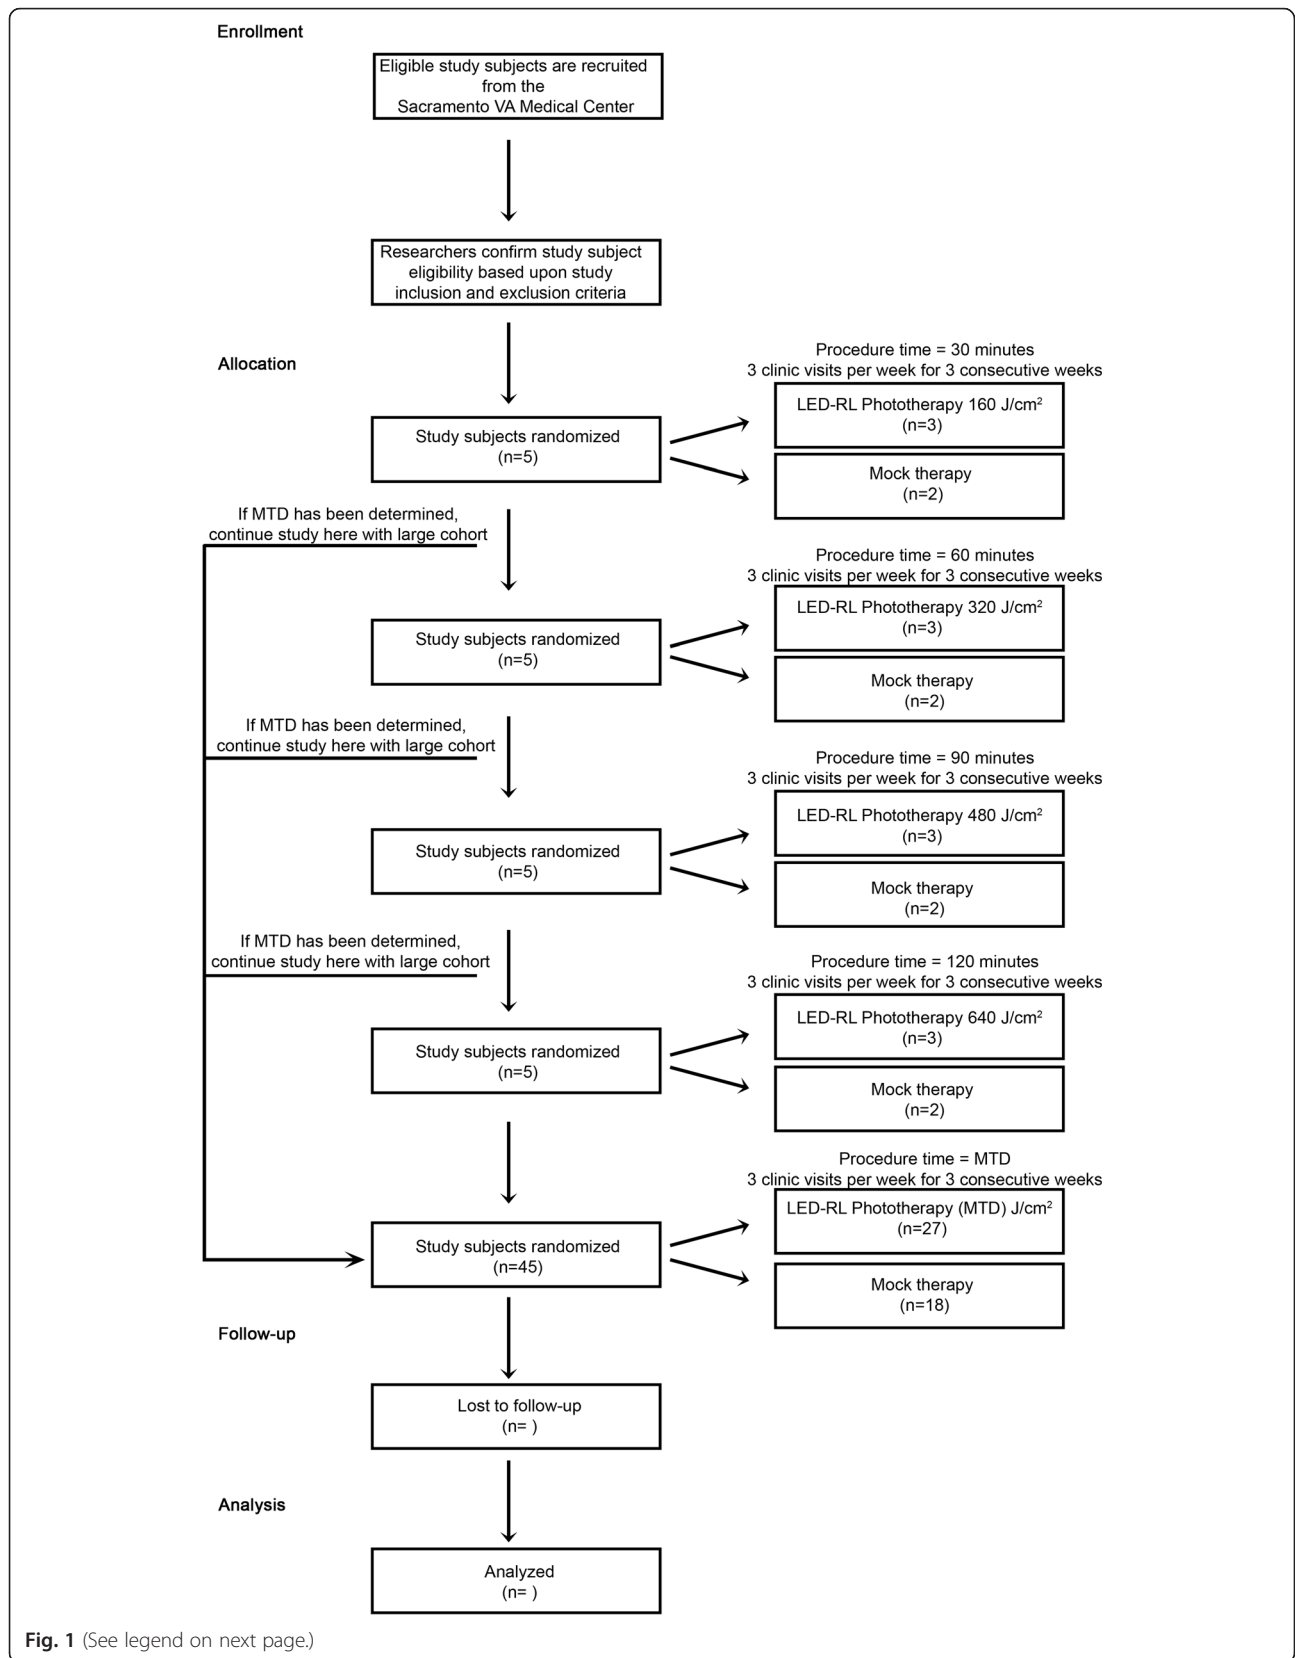 Enrollment
Eligible study subjects are recruited
from the
Sacramento VA Medical Center
Researchers confirm study subject
eligibility based upon study
inclusion and exclusion criteria
Allocation
Procedure time = 30 minutes
3 clinic visits per week for 3 consecutive weeks
Study subjects randomized
(n=5)
LED-RL Phototherapy 160 J/cm²
(n=3)
Mock therapy
(n=2)
If MTD has been determined,
continue study here with large cohort
Procedure time = 60 minutes
3 clinic visits per week for 3 consecutive weeks
Study subjects randomized
(n=5)
LED-RL Phototherapy 320 J/cm²
(n=3)
Mock therapy
(n=2)
If MTD has been determined,
continue study here with large cohort
Procedure time = 90 minutes
3 clinic visits per week for 3 consecutive weeks
Study subjects randomized
(n=5)
LED-RL Phototherapy 480 J/cm²
(n=3)
Mock therapy
(n=2)
If MTD has been determined,
continue study here with large cohort
Procedure time = 120 minutes
3 clinic visits per week for 3 consecutive weeks
Study subjects randomized
(n=5)
LED-RL Phototherapy 640 J/cm²
(n=3)
Mock therapy
(n=2)
Procedure time = MTD
3 clinic visits per week for 3 consecutive weeks
Study subjects randomized
(n=45)
LED-RL Phototherapy (MTD) J/cm²
(n=27)
Mock therapy
(n=18)
Follow-up
Lost to follow-up
(n= )
Analysis
Analyzed
(n= )
Fig. 1 (See legend on next page.)